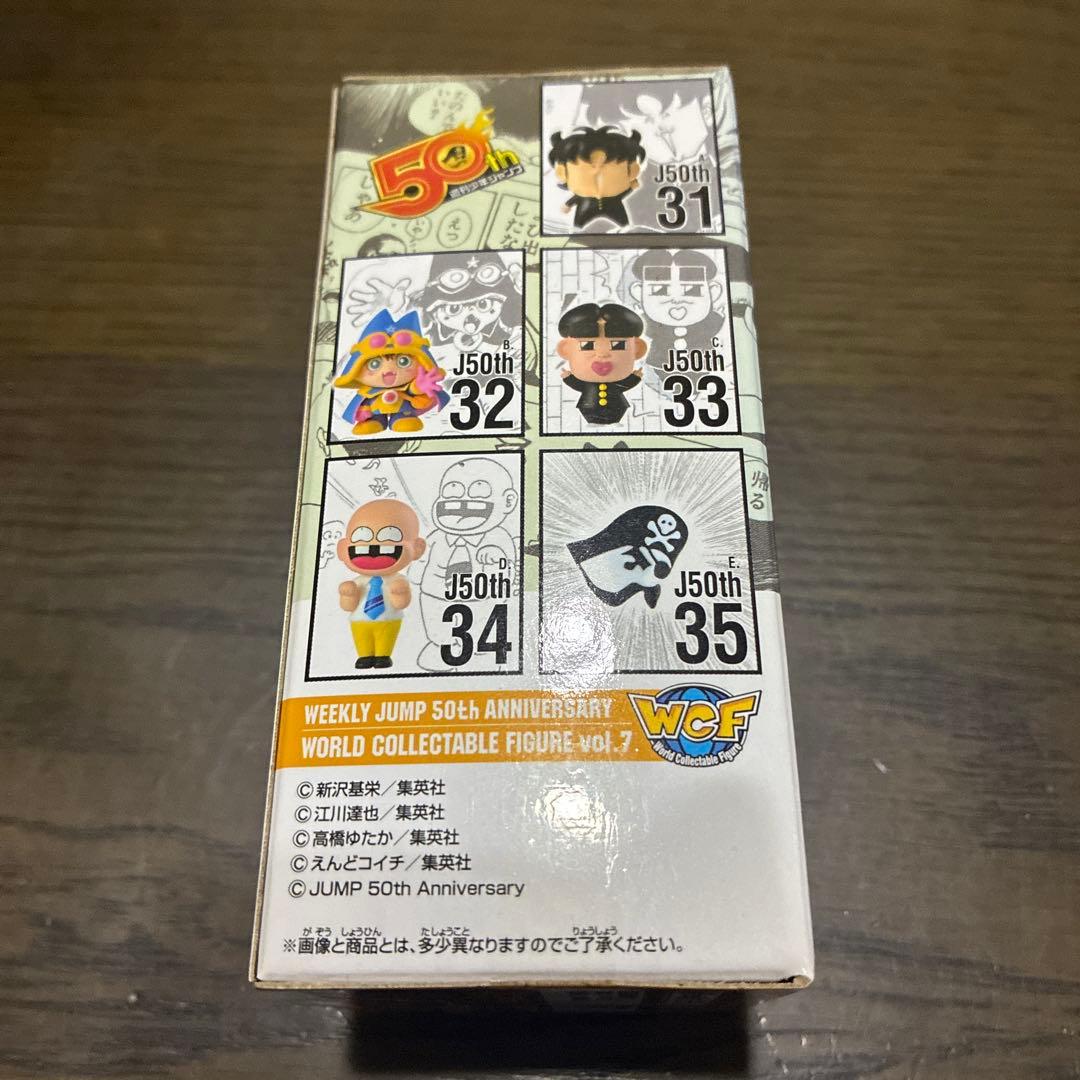 50th
週刊少年ジャンプ
A.
J50th
31
B.
J50th
32
C.
J50th
33
D.
J50th
34
E.
J50th
35
えっ
帰る
WEEKLY JUMP 50th ANNIVERSARY
WORLD COLLECTABLE FIGURE vol.7.
WCF
World Collectable Figure
©新沢基栄／集英社
©江川達也／集英社
©高橋ゆたか／集英社
©えんどコイチ／集英社
©JUMP 50th Anniversary
※画像と商品とは、多少異なりますのでご了承ください。